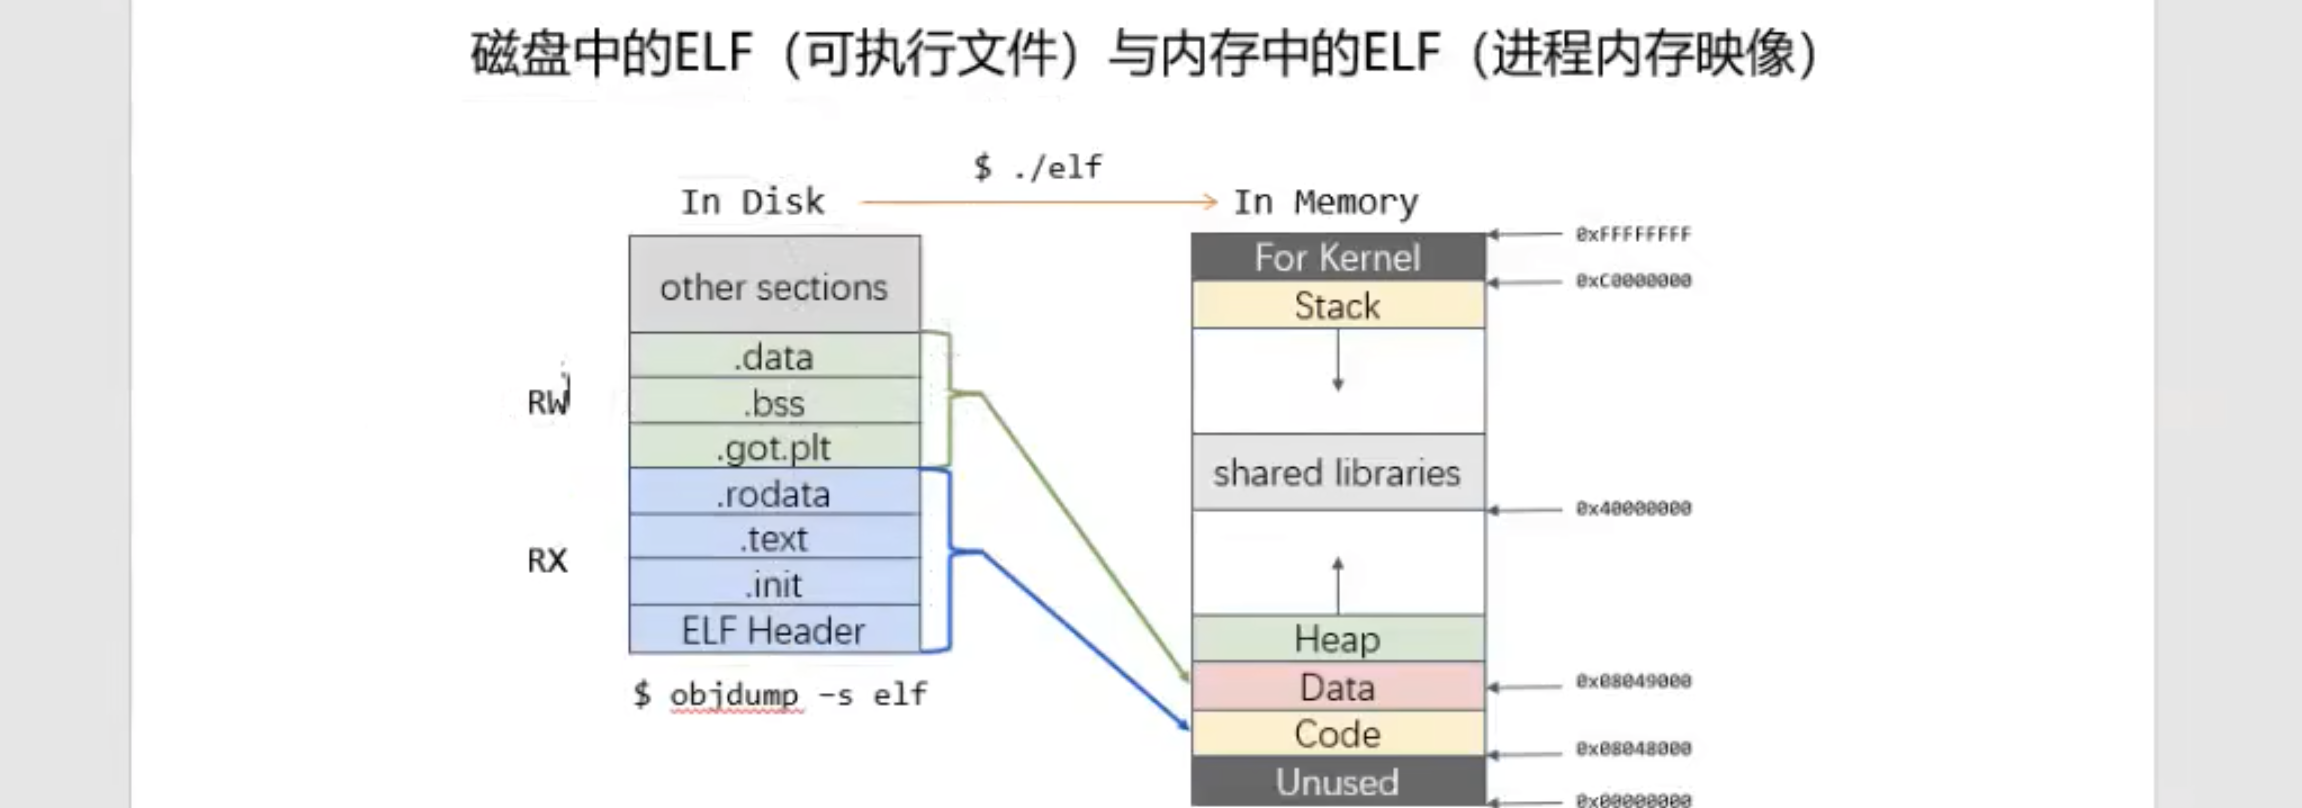 磁盘中的ELF（可执行文件）与内存中的ELF（进程内存映像）
$ ./elf
In Disk
In Memory
other sections
.data
.bss
.got.plt
.rodata
.text
.init
ELF Header
RW
RX
$ objdump -s elf
For Kernel
Stack
shared libraries
Heap
Data
Code
Unused
0xFFFFFFFF
0xC0000000
0x40000000
0x08049000
0x08048000
0x00000000